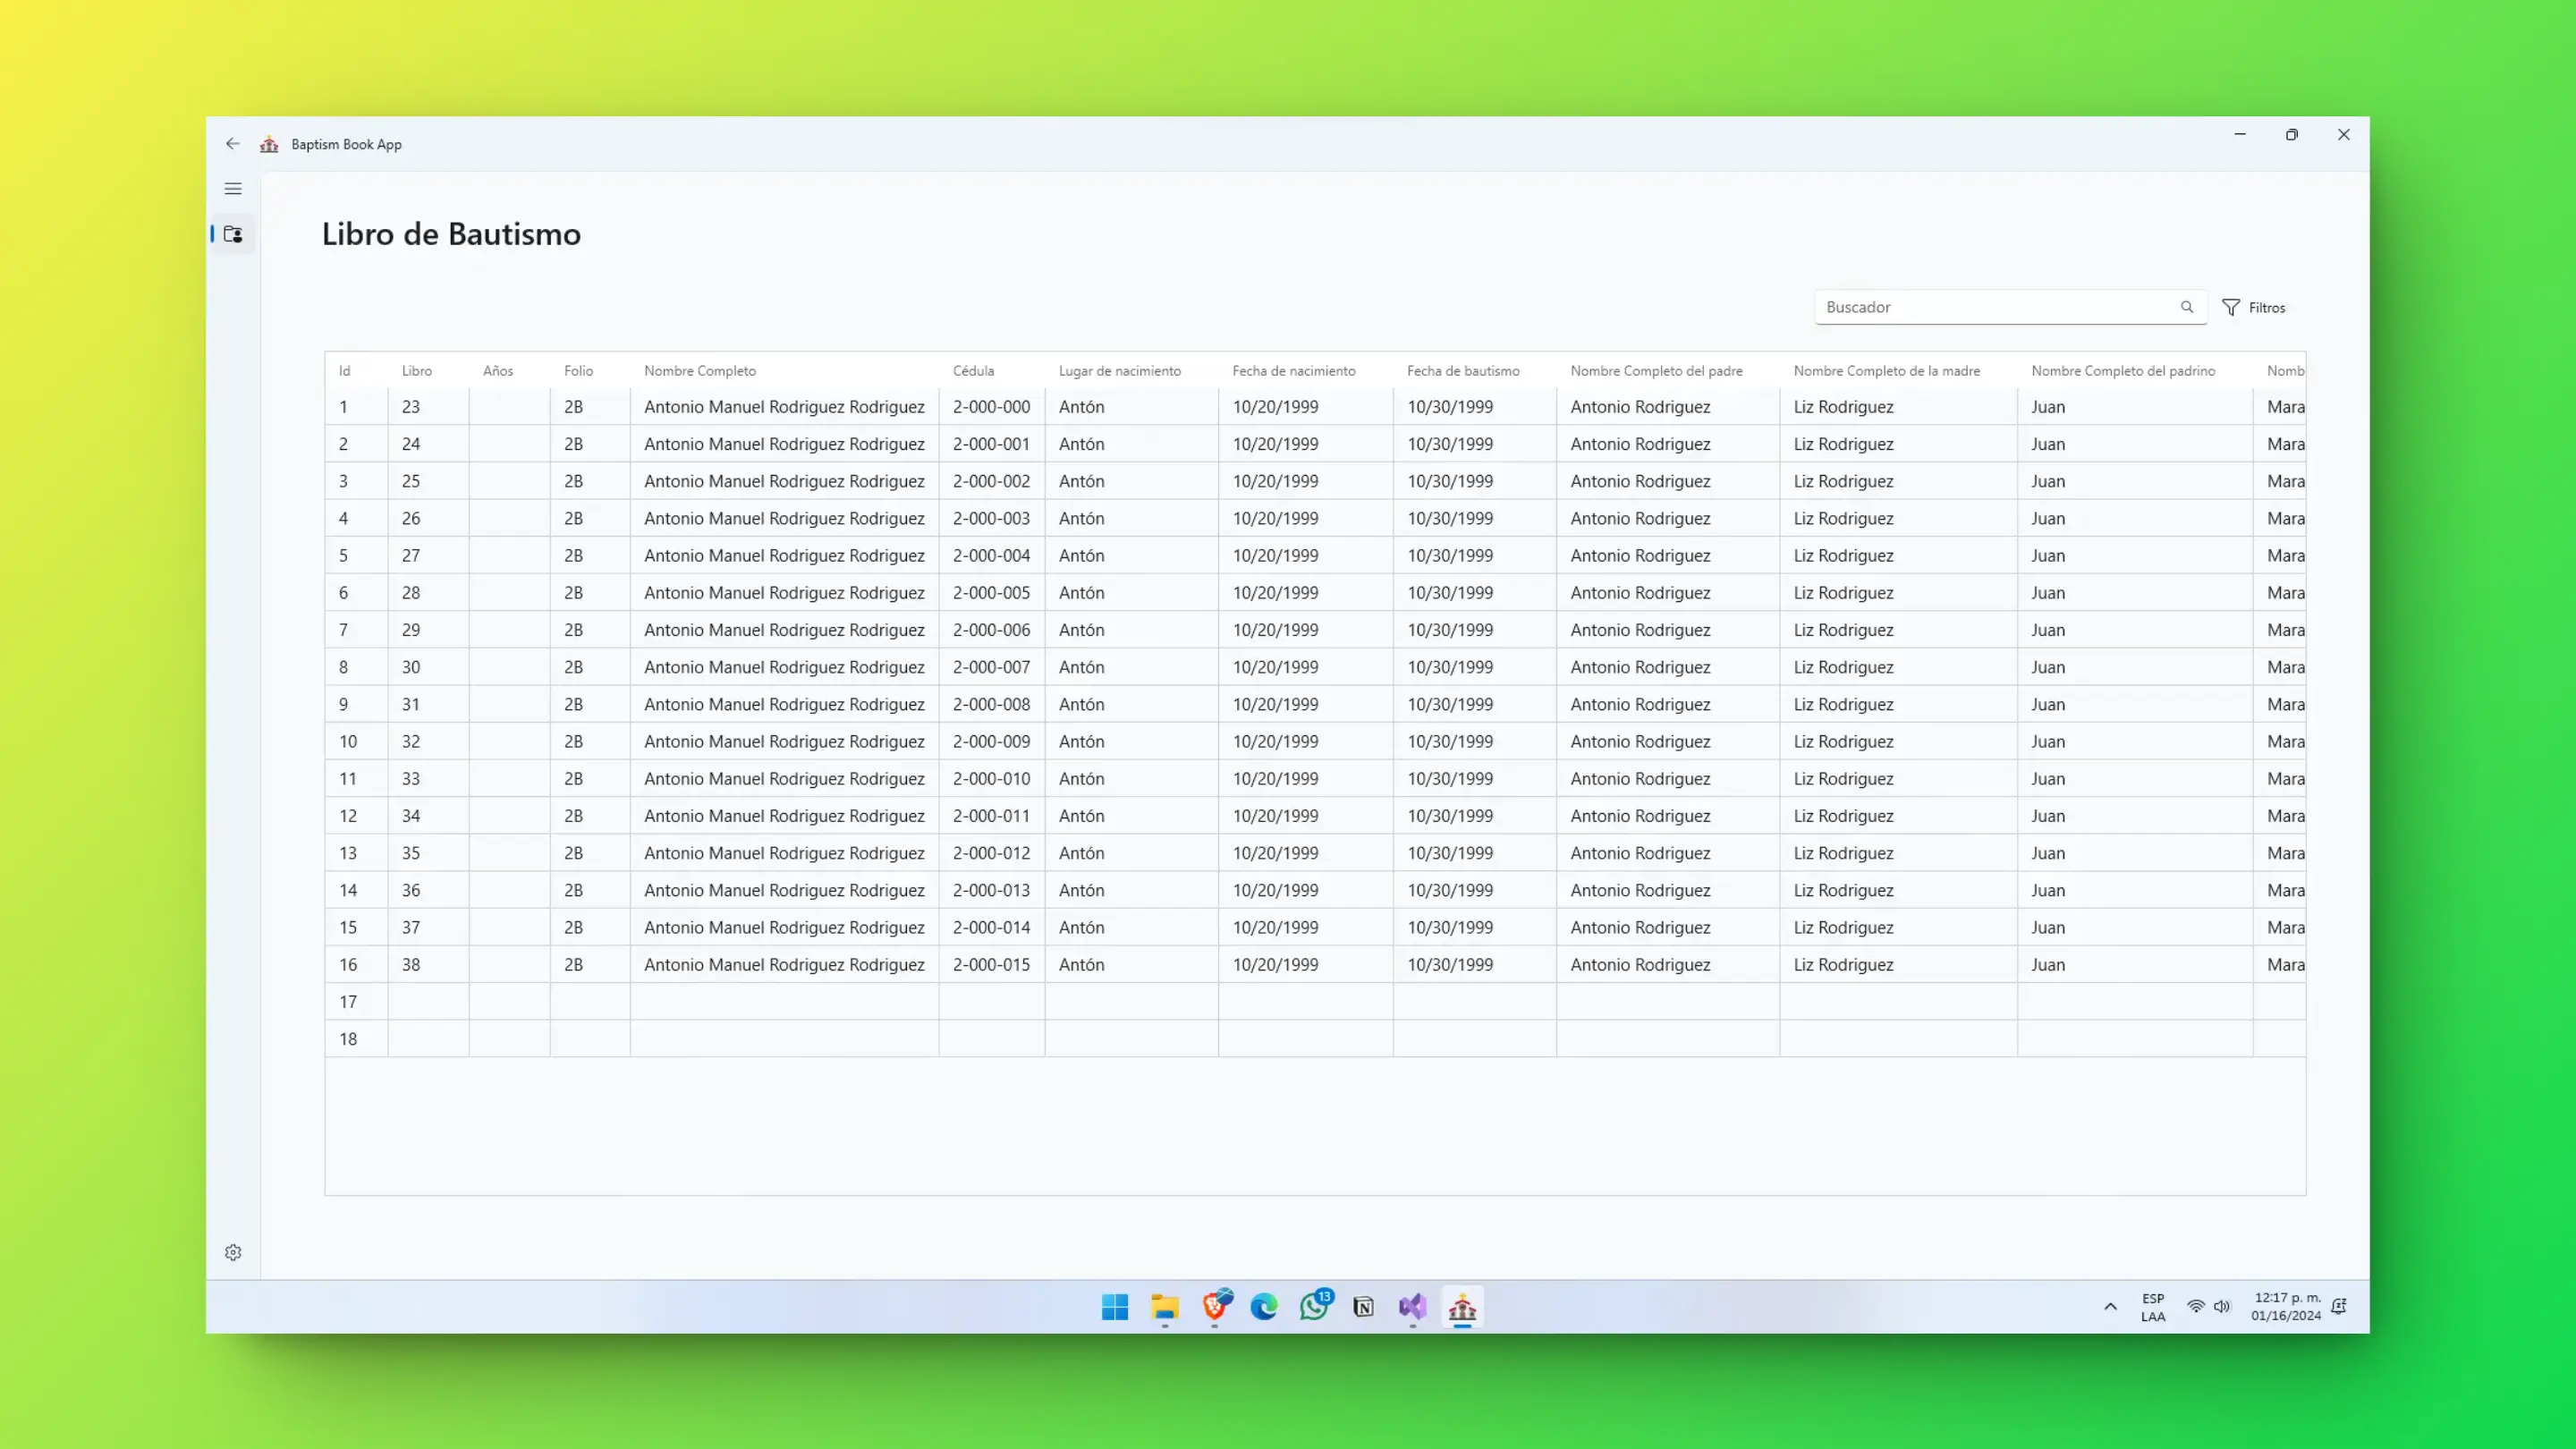 Baptism Book App
Libro de Bautismo
Buscador Filtros
Id Libro Años Folio Nombre Completo Cédula Lugar de nacimiento Fecha de nacimiento Fecha de bautismo Nombre Completo del padre Nombre Completo de la madre Nombre Completo del padrino Nomb
1 23 2B Antonio Manuel Rodriguez Rodriguez 2-000-000 Antón 10/20/1999 10/30/1999 Antonio Rodriguez Liz Rodriguez Juan Mara
2 24 2B Antonio Manuel Rodriguez Rodriguez 2-000-001 Antón 10/20/1999 10/30/1999 Antonio Rodriguez Liz Rodriguez Juan Mara
3 25 2B Antonio Manuel Rodriguez Rodriguez 2-000-002 Antón 10/20/1999 10/30/1999 Antonio Rodriguez Liz Rodriguez Juan Mara
4 26 2B Antonio Manuel Rodriguez Rodriguez 2-000-003 Antón 10/20/1999 10/30/1999 Antonio Rodriguez Liz Rodriguez Juan Mara
5 27 2B Antonio Manuel Rodriguez Rodriguez 2-000-004 Antón 10/20/1999 10/30/1999 Antonio Rodriguez Liz Rodriguez Juan Mara
6 28 2B Antonio Manuel Rodriguez Rodriguez 2-000-005 Antón 10/20/1999 10/30/1999 Antonio Rodriguez Liz Rodriguez Juan Mara
7 29 2B Antonio Manuel Rodriguez Rodriguez 2-000-006 Antón 10/20/1999 10/30/1999 Antonio Rodriguez Liz Rodriguez Juan Mara
8 30 2B Antonio Manuel Rodriguez Rodriguez 2-000-007 Antón 10/20/1999 10/30/1999 Antonio Rodriguez Liz Rodriguez Juan Mara
9 31 2B Antonio Manuel Rodriguez Rodriguez 2-000-008 Antón 10/20/1999 10/30/1999 Antonio Rodriguez Liz Rodriguez Juan Mara
10 32 2B Antonio Manuel Rodriguez Rodriguez 2-000-009 Antón 10/20/1999 10/30/1999 Antonio Rodriguez Liz Rodriguez Juan Mara
11 33 2B Antonio Manuel Rodriguez Rodriguez 2-000-010 Antón 10/20/1999 10/30/1999 Antonio Rodriguez Liz Rodriguez Juan Mara
12 34 2B Antonio Manuel Rodriguez Rodriguez 2-000-011 Antón 10/20/1999 10/30/1999 Antonio Rodriguez Liz Rodriguez Juan Mara
13 35 2B Antonio Manuel Rodriguez Rodriguez 2-000-012 Antón 10/20/1999 10/30/1999 Antonio Rodriguez Liz Rodriguez Juan Mara
14 36 2B Antonio Manuel Rodriguez Rodriguez 2-000-013 Antón 10/20/1999 10/30/1999 Antonio Rodriguez Liz Rodriguez Juan Mara
15 37 2B Antonio Manuel Rodriguez Rodriguez 2-000-014 Antón 10/20/1999 10/30/1999 Antonio Rodriguez Liz Rodriguez Juan Mara
16 38 2B Antonio Manuel Rodriguez Rodriguez 2-000-015 Antón 10/20/1999 10/30/1999 Antonio Rodriguez Liz Rodriguez Juan Mara
17
18
13
N
ESP
LAA
12:17 p. m.
01/16/2024